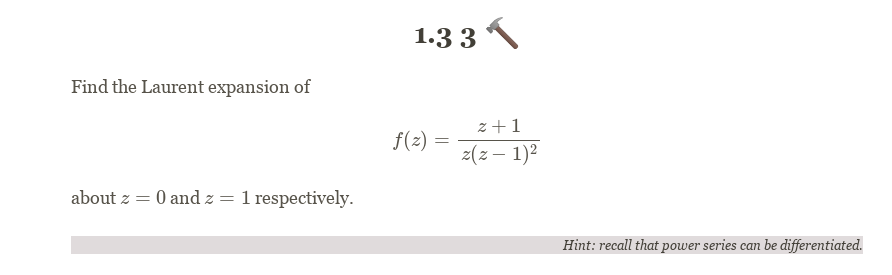 1.3 3 🔨
Find the Laurent expansion of
f(z) = \frac{z + 1}{z(z − 1)^2}
about z = 0 and z = 1 respectively.
Hint: recall that power series can be differentiated.